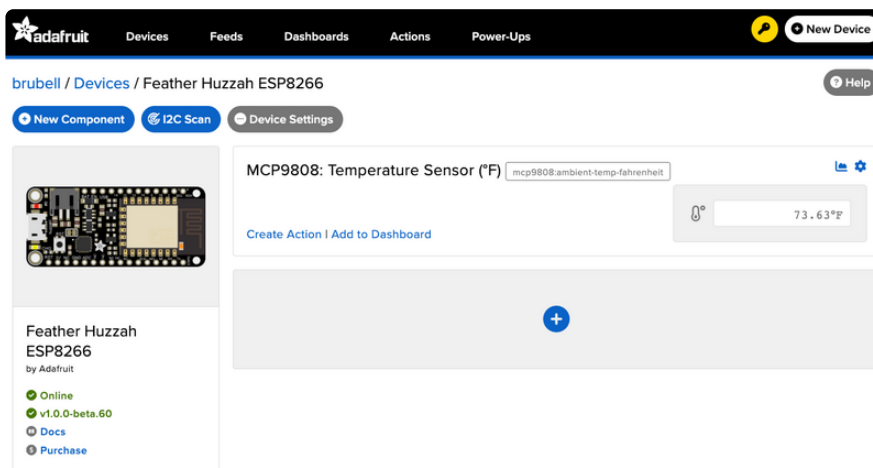 adafruit Devices Feeds Dashboards Actions Power-Ups New Device
brubell / Devices / Feather Huzzah ESP8266 Help
New Component I2C Scan Device Settings
MCP9808: Temperature Sensor (°F) mcp9808:ambient-temp-fahrenheit
73.63°F
Create Action | Add to Dashboard
Feather Huzzah
ESP8266
by Adafruit
Online
v1.0.0-beta.60
Docs
Purchase